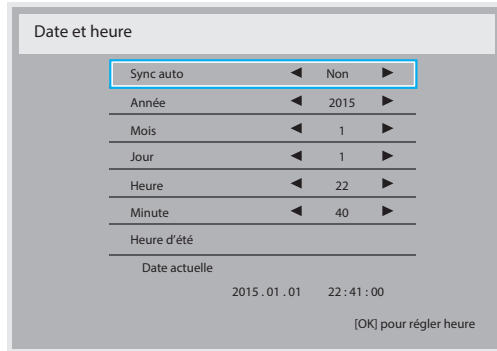 Date et heure
Sync auto ◀ Non ▶
Année ◀ 2015 ▶
Mois ◀ 1 ▶
Jour ◀ 1 ▶
Heure ◀ 22 ▶
Minute ◀ 40 ▶
Heure d'été
Date actuelle
2015 . 01 . 01 22 : 41 : 00
[OK] pour régler heure